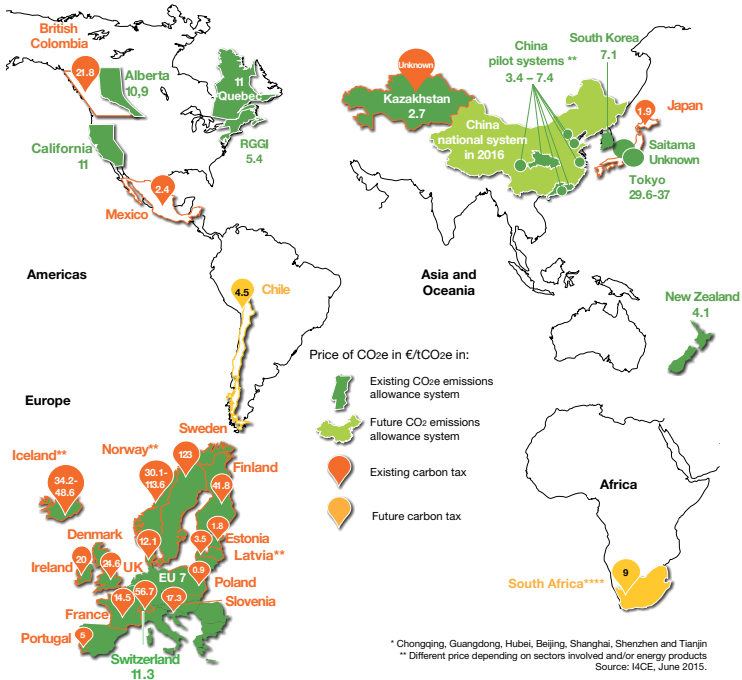 British
Colombia
21.8
Alberta
10,9
11
Quebec
California
11
RGGI
5.4
2.4
Mexico
Americas
4.5
Chile
Unknown
Kazakhstan
2.7
China
pilot systems **
3.4 – 7.4
South Korea
7.1
China
national system
in 2016
1.9
Japan
Saitama
Unknown
Tokyo
29.6-37
Asia and
Oceania
New Zealand
4.1
Price of CO2e in €/tCO2e in:
Existing CO2e emissions
allowance system
Future CO2 emissions
allowance system
Existing carbon tax
Future carbon tax
Europe
Iceland**
34.2-
48.6
Norway**
30.1-
113.6
Sweden
123
Finland
41.8
1.8
Estonia
3.5
Latvia**
Denmark
12.1
Ireland
20
24.6
UK
EU 7
0.9
Poland
Slovenia
17.3
56.7
14.5
France
Portugal
5
Switzerland
11.3
Africa
9
South Africa****
* Chongqing, Guangdong, Hubei, Beijing, Shanghai, Shenzhen and Tianjin
** Different price depending on sectors involved and/or energy products
Source: I4CE, June 2015.